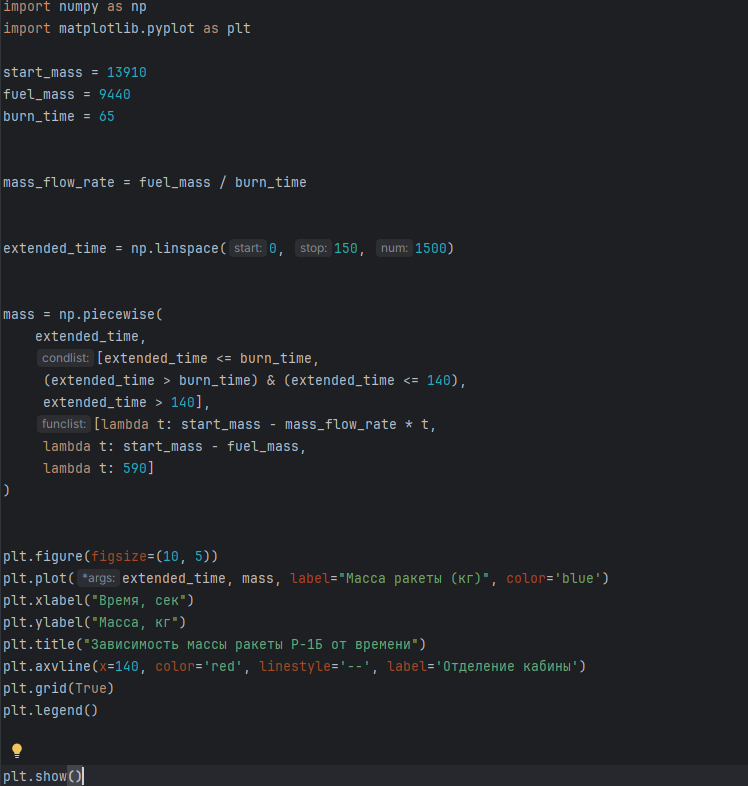 import numpy as np
import matplotlib.pyplot as plt
start_mass = 13910
fuel_mass = 9440
burn_time = 65
mass_flow_rate = fuel_mass / burn_time
extended_time = np.linspace( start: 0, stop: 150, num: 1500)
mass = np.piecewise(
extended_time,
condlist: [extended_time <= burn_time,
(extended_time > burn_time) & (extended_time <= 140),
extended_time > 140],
funclist: [lambda t: start_mass - mass_flow_rate * t,
lambda t: start_mass - fuel_mass,
lambda t: 590]
)
plt.figure(figsize=(10, 5))
plt.plot( *args: extended_time, mass, label="Масса ракеты (кг)", color='blue')
plt.xlabel("Время, сек")
plt.ylabel("Масса, кг")
plt.title("Зависимость массы ракеты Р-1Б от времени")
plt.axvline(x=140, color='red', linestyle='--', label='Отделение кабины')
plt.grid(True)
plt.legend()
plt.show()